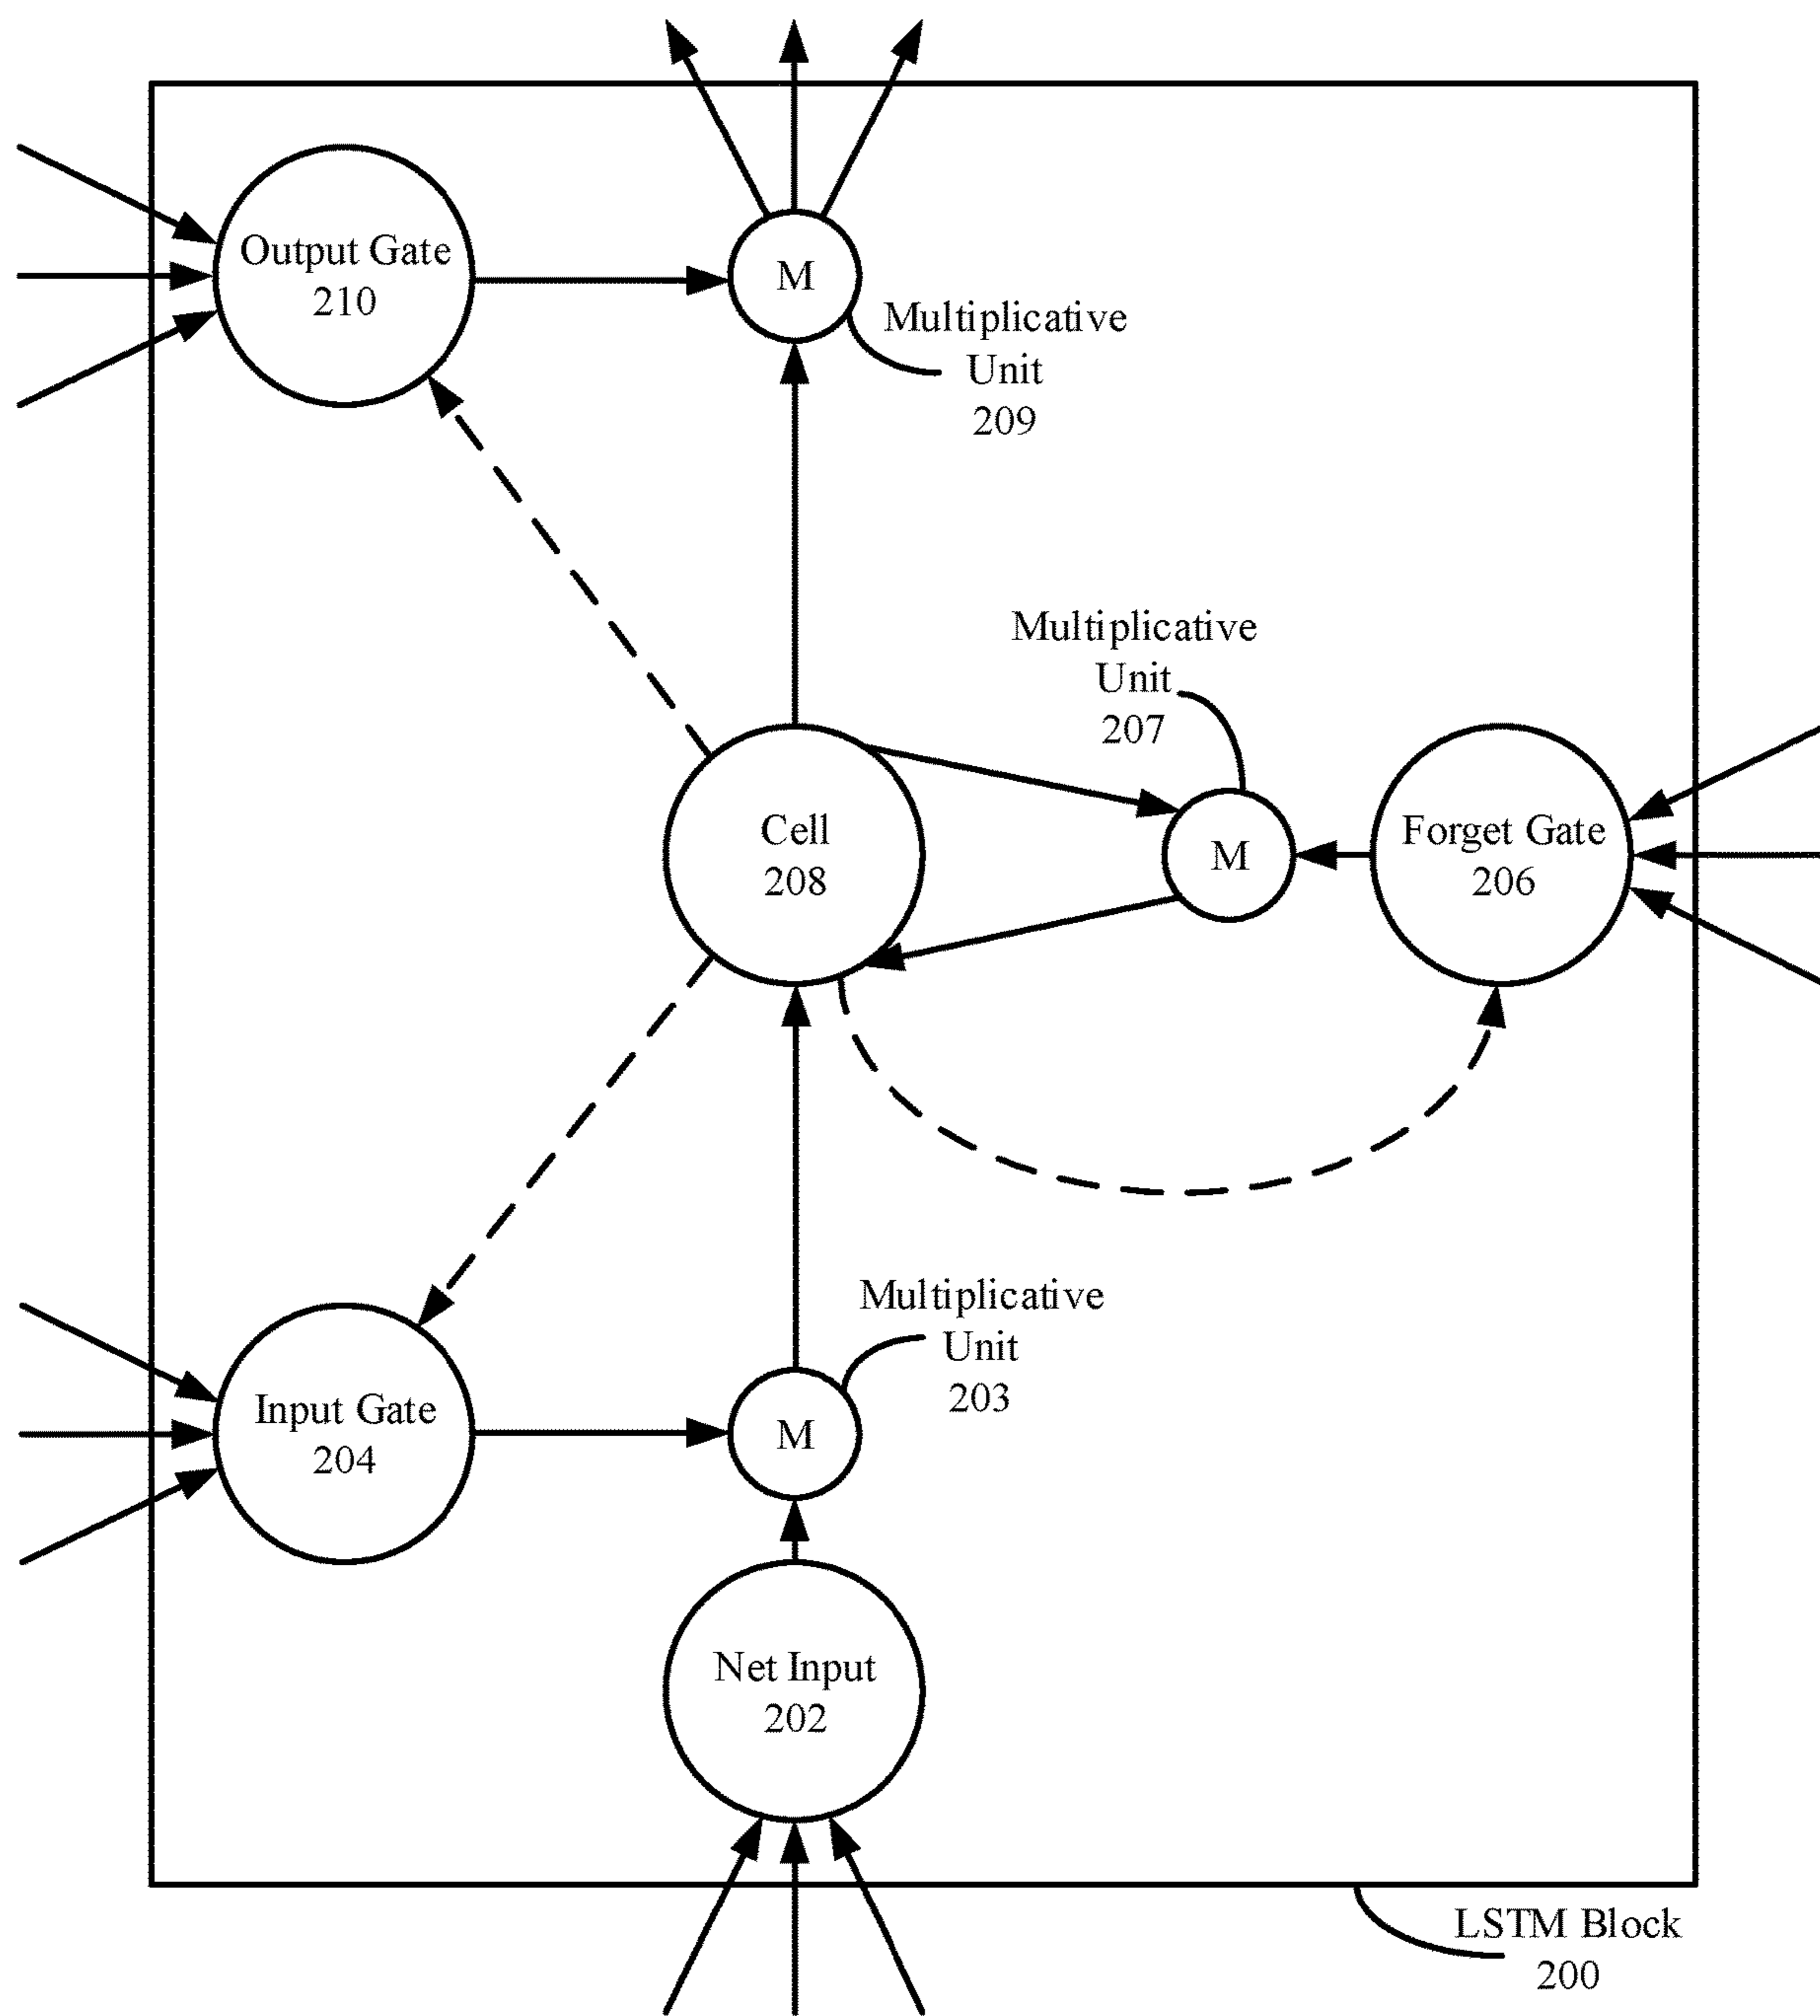 Output Gate
210
M
Multiplicative
Unit
209
Multiplicative
Unit
207
Cell
208
M
Forget Gate
206
Multiplicative
Unit
203
Input Gate
204
M
Net Input
202
LSTM Block
200